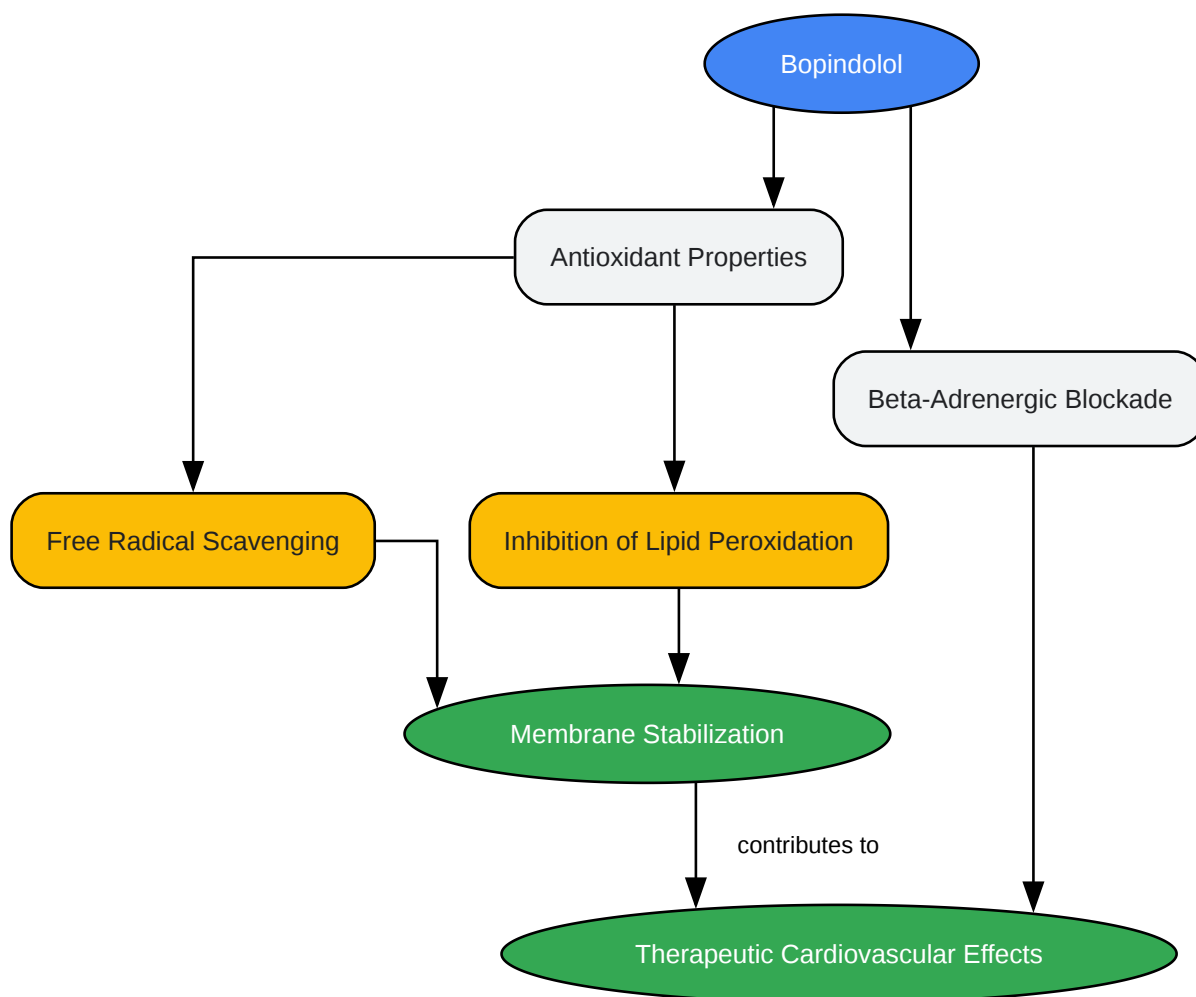 Bopindolol
Antioxidant Properties
Beta-Adrenergic Blockade
Free Radical Scavenging
Inhibition of Lipid Peroxidation
Membrane Stabilization
contributes to
Therapeutic Cardiovascular Effects